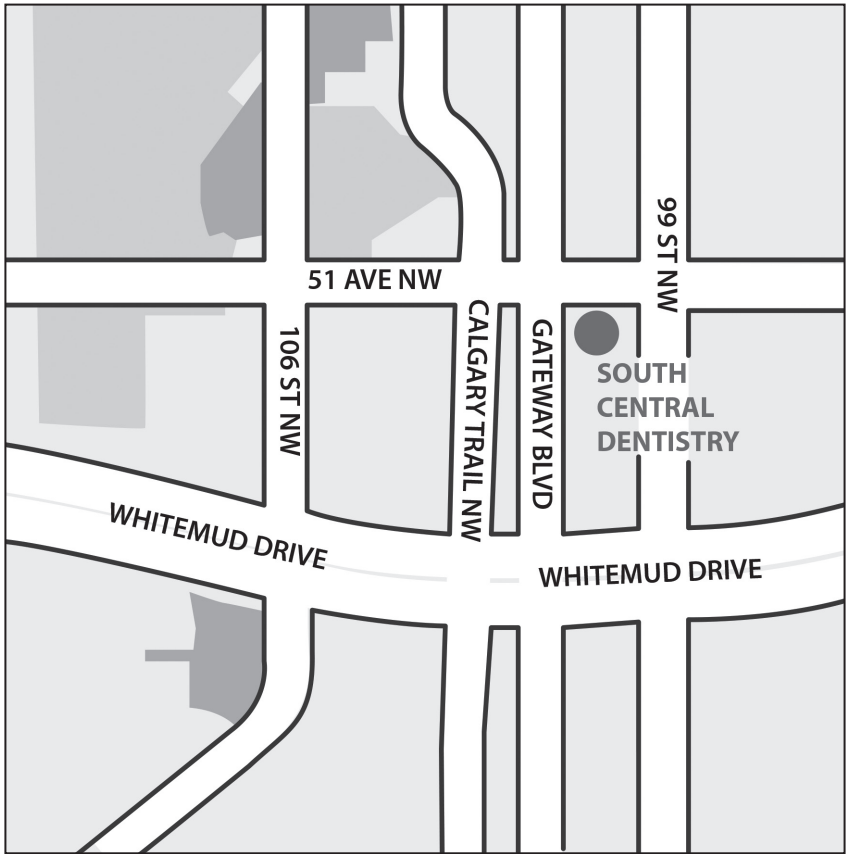 99 ST NW
51 AVE NW
106 ST NW
CALGARY TRAIL NW
GATEWAY BLVD
SOUTH
CENTRAL
DENTISTRY
WHITEMUD DRIVE
WHITEMUD DRIVE